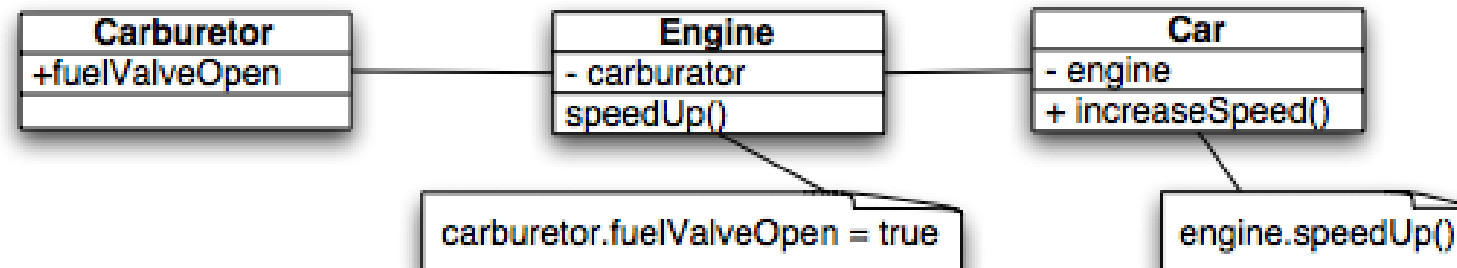 Carburetor
+fuelValveOpen
Engine
- carburator
speedUp()
Car
- engine
+ increaseSpeed()
carburetor.fuelValveOpen = true
engine.speedUp()